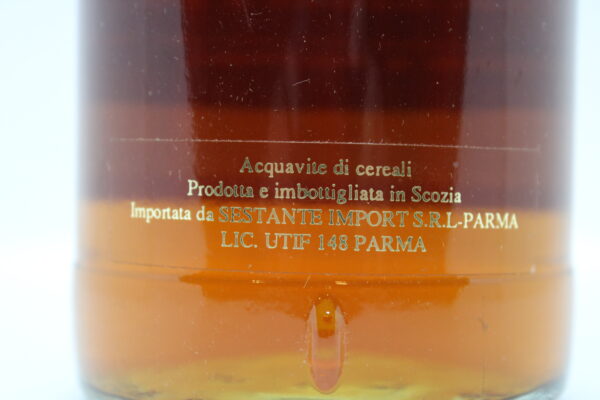 Acquavite di cereali
Prodotta e imbottigliata in Scozia
Importata da SESTANTE IMPORT S.R.L-PARMA
LIC. UTIF 148 PARMA